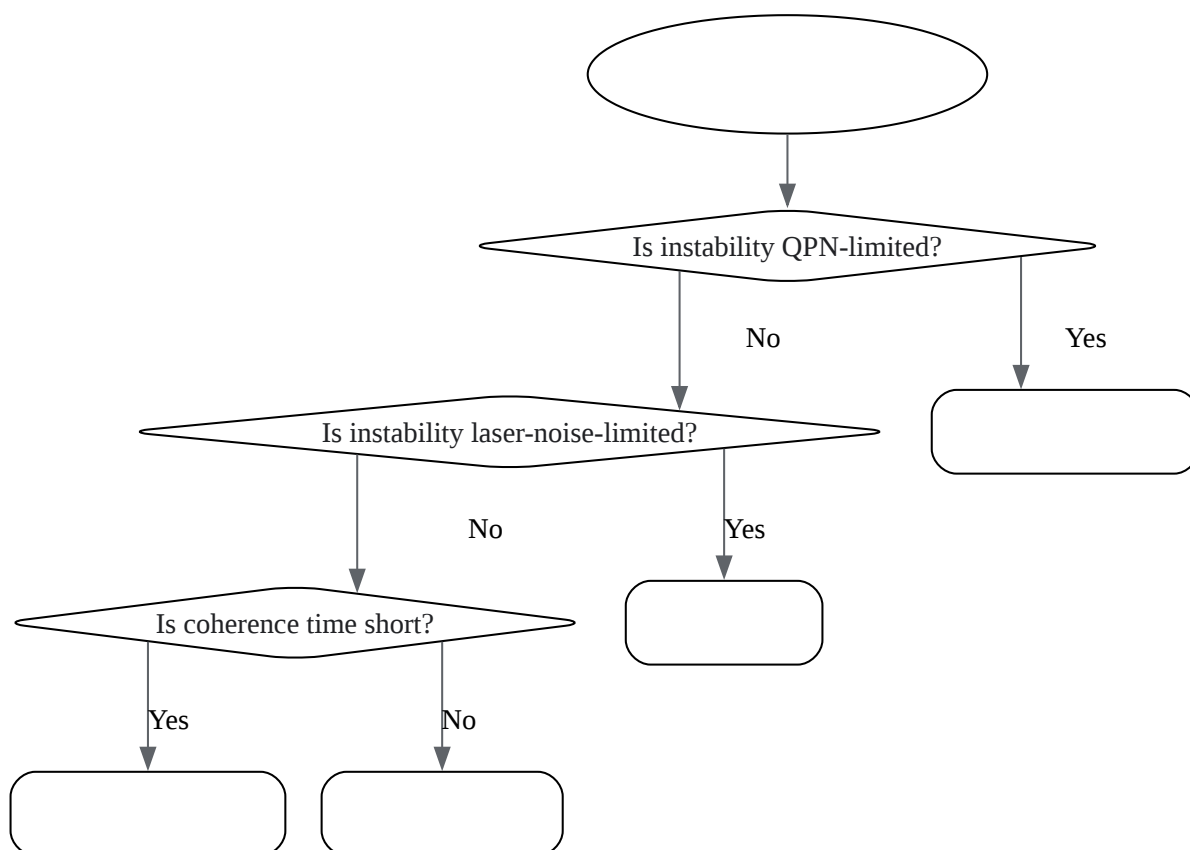 Is instability QPN-limited?
No
Yes
Is instability laser-noise-limited?
No
Yes
Is coherence time short?
Yes
No